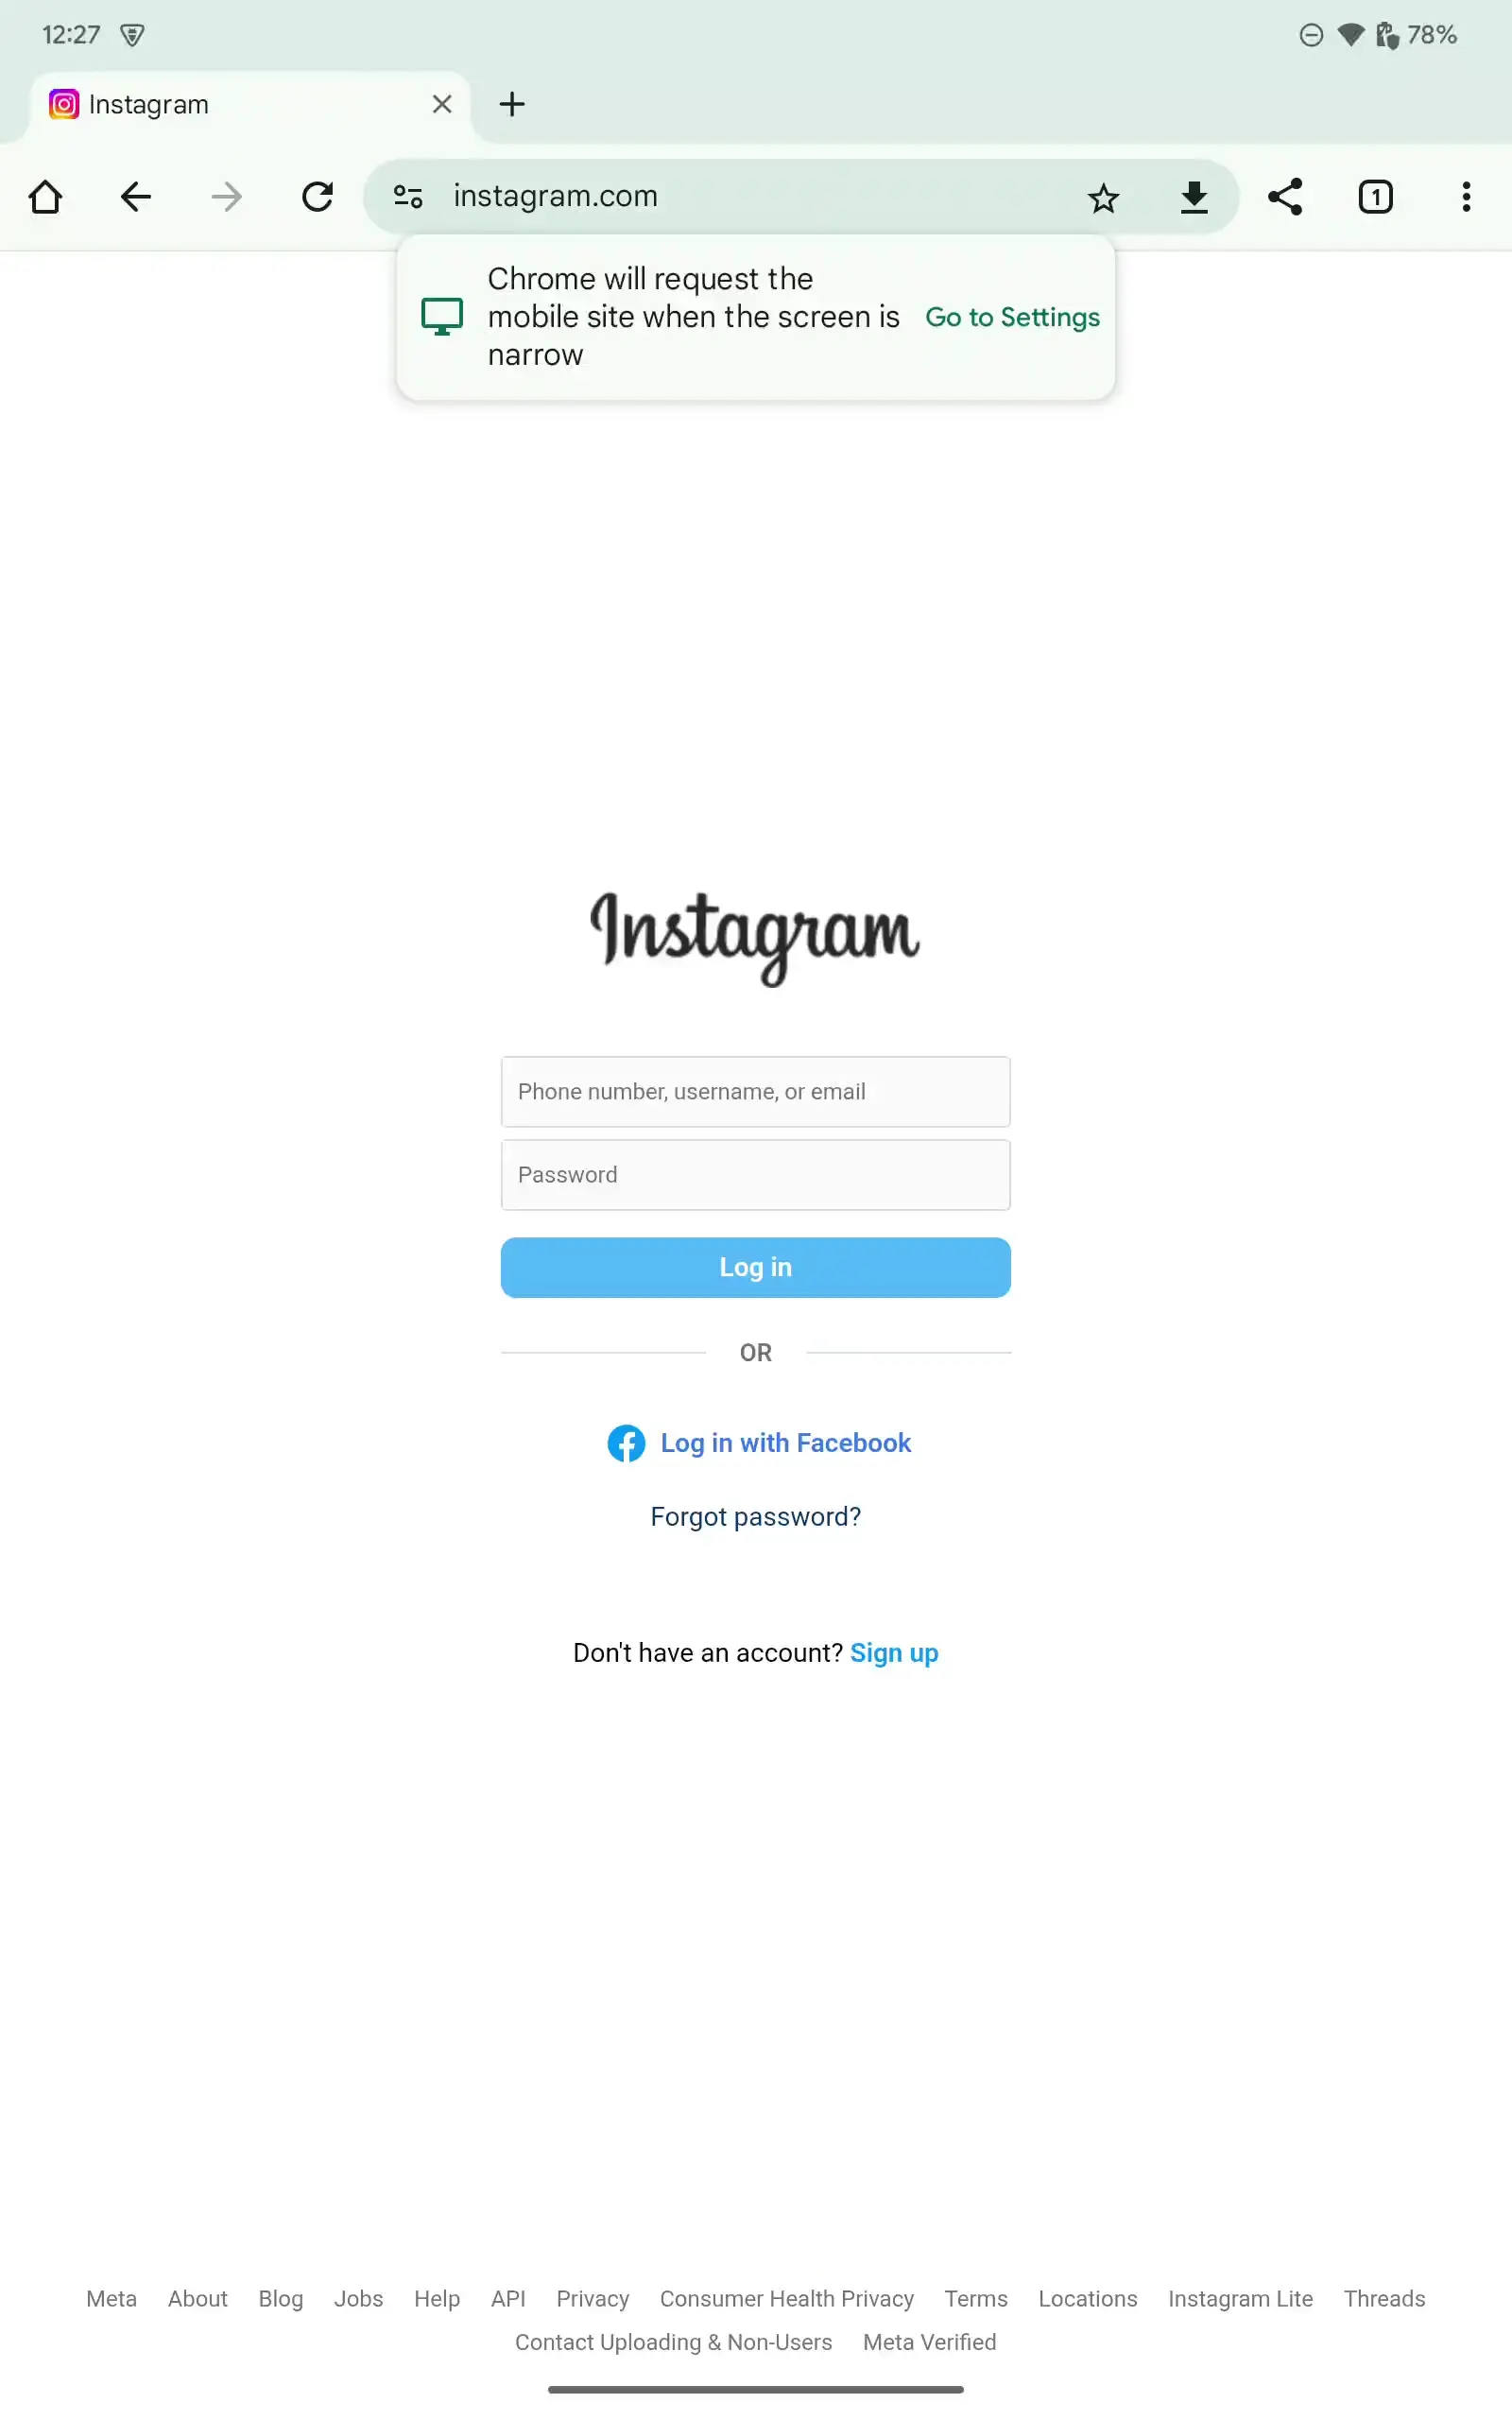 12:27
78%
Instagram
instagram.com
1
Chrome will request the
mobile site when the screen is
narrow
Go to Settings
Instagram
Phone number, username, or email
Password
Log in
OR
Log in with Facebook
Forgot password?
Don't have an account? Sign up
Meta About Blog Jobs Help API Privacy Consumer Health Privacy Terms Locations Instagram Lite Threads
Contact Uploading & Non-Users Meta Verified